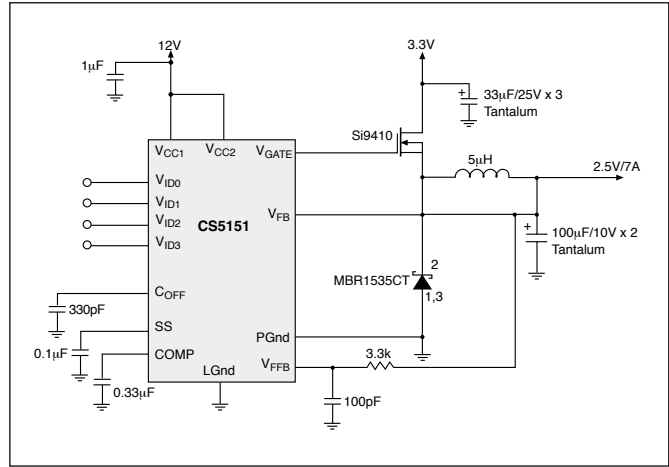 12V
3.3V
1µF
+
33µF/25V x 3
Tantalum
Si9410
VCC1
VCC2
VGATE
5µH
2.5V/7A
VID0
VID1
VID2
VID3
CS5151
VFB
+
100µF/10V x 2
Tantalum
2
MBR1535CT
1,3
COFF
330pF
SS
PGnd
0.1µF
COMP
VFFB
3.3k
LGnd
0.33µF
100pF